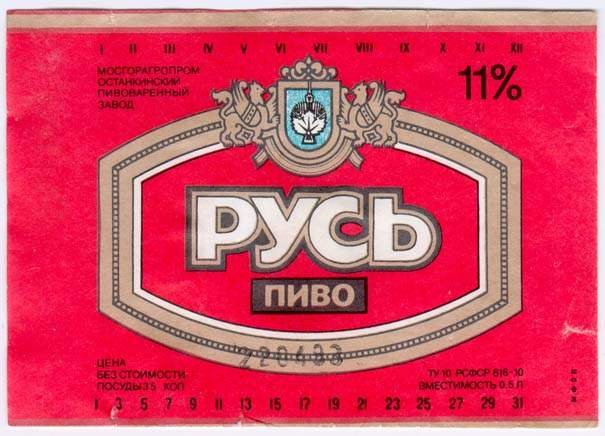 I II III IV V VI VII VIII IX X XI XII
МОСГОРАГРОПРОМ
ОСТАНКИНСКИЙ
ПИВОВАРЕННЫЙ
ЗАВОД
11%
РУСЬ
ПИВО
ЦЕНА
БЕЗ СТОИМОСТИ
ПОСУДЫ 35 КОП
ТУ 10 РСФСР 616-10
ВМЕСТИМОСТЬ 0.5 Л
1 3 5 7 9 11 13 15 17 19 21 23 25 27 29 31